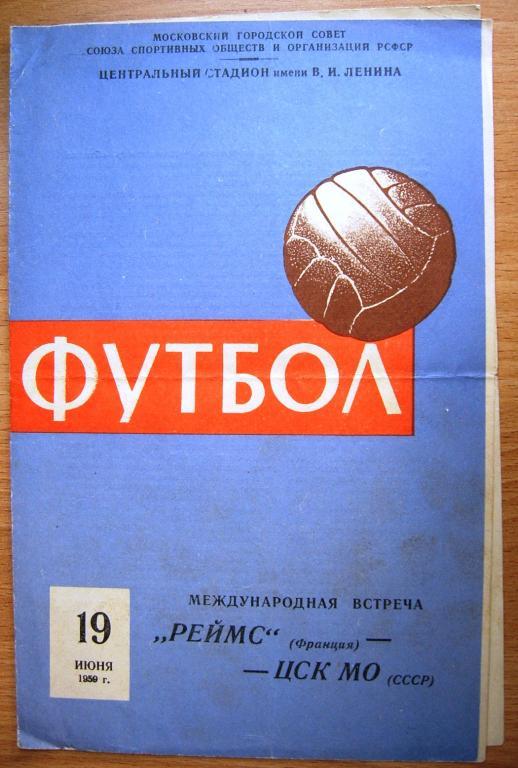 МОСКОВСКИЙ ГОРОДСКОЙ СОВЕТ
СОЮЗА СПОРТИВНЫХ ОБЩЕСТВ И ОРГАНИЗАЦИЙ РСФСР
ЦЕНТРАЛЬНЫЙ СТАДИОН имени В. И. ЛЕНИНА
ФУТБОЛ
МЕЖДУНАРОДНАЯ ВСТРЕЧА
„РЕЙМС“ (Франция) —
— ЦСК МО (СССР)
19
ИЮНЯ
1959 г.